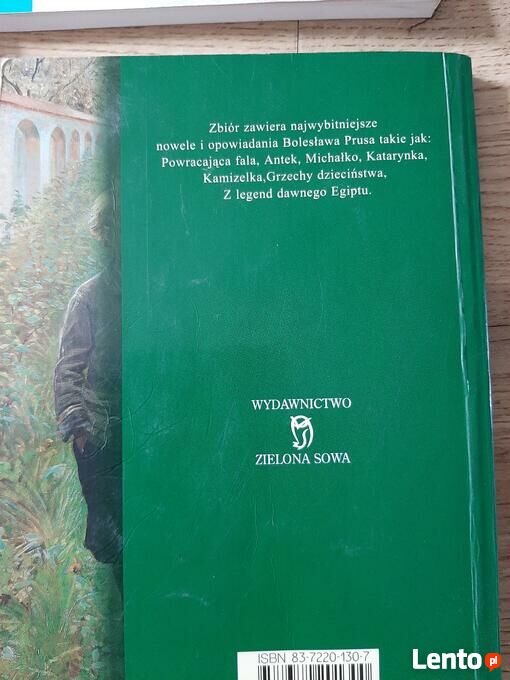 Zbiór zawiera najwybitniejsze
nowele i opowiadania Bolesława Prusa takie jak:
Powracająca fala, Antek, Michałko, Katarynka,
Kamizelka,Grzechy dzieciństwa,
Z legend dawnego Egiptu.
WYDAWNICTWO
ZIELONA SOWA
ISBN 83-7220-130-7
Lento pl